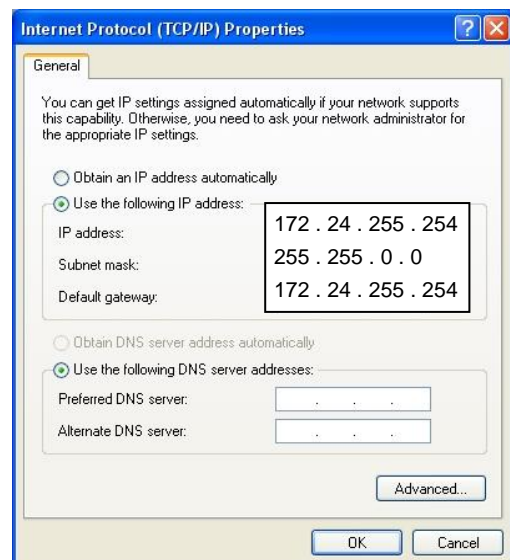 Internet Protocol (TCP/IP) Properties
General
You can get IP settings assigned automatically if your network supports
this capability. Otherwise, you need to ask your network administrator for
the appropriate IP settings.
Obtain an IP address automatically
Use the following IP address:
IP address: 172 . 24 . 255 . 254
Subnet mask: 255 . 255 . 0 . 0
Default gateway: 172 . 24 . 255 . 254
Obtain DNS server address automatically
Use the following DNS server addresses:
Preferred DNS server: . . .
Alternate DNS server: . . .
Advanced...
OK Cancel